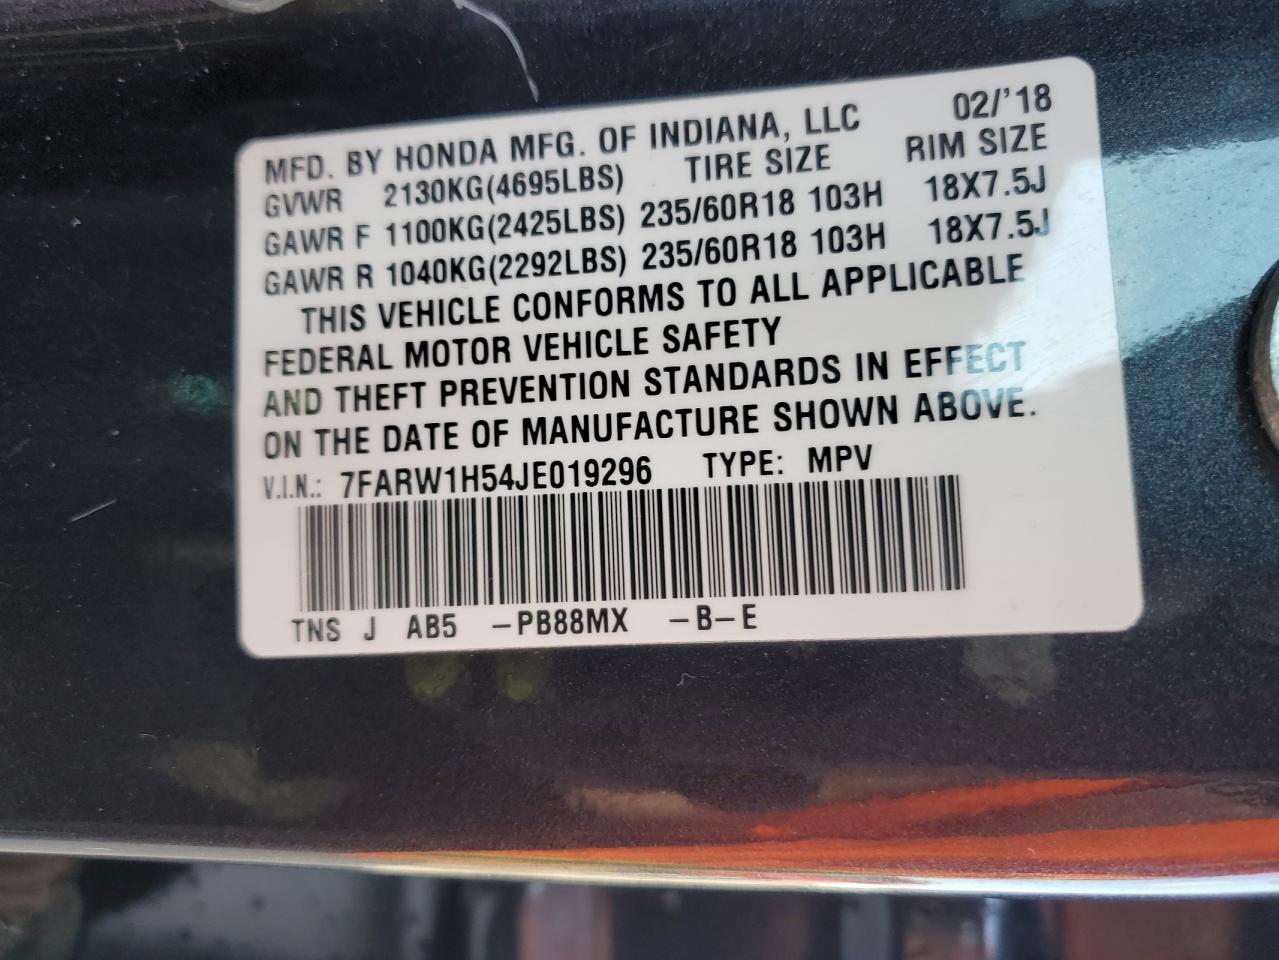 MFD. BY HONDA MFG. OF INDIANA, LLC 02/'18
GVWR 2130KG(4695LBS) TIRE SIZE RIM SIZE
GAWR F 1100KG(2425LBS) 235/60R18 103H 18X7.5J
GAWR R 1040KG(2292LBS) 235/60R18 103H 18X7.5J
THIS VEHICLE CONFORMS TO ALL APPLICABLE
FEDERAL MOTOR VEHICLE SAFETY
AND THEFT PREVENTION STANDARDS IN EFFECT
ON THE DATE OF MANUFACTURE SHOWN ABOVE.
V.I.N.: 7FARW1H54JE019296 TYPE: MPV
TNS J AB5 -PB88MX -B-E